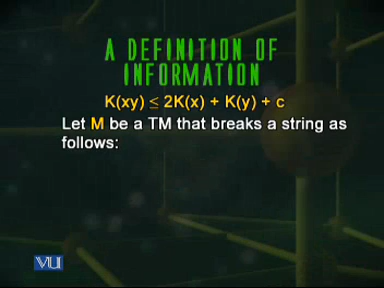 A DEFINITION OF
INFORMATION
K(xy) ≤ 2K(x) + K(y) + c
Let M be a TM that breaks a string as
follows:
VU